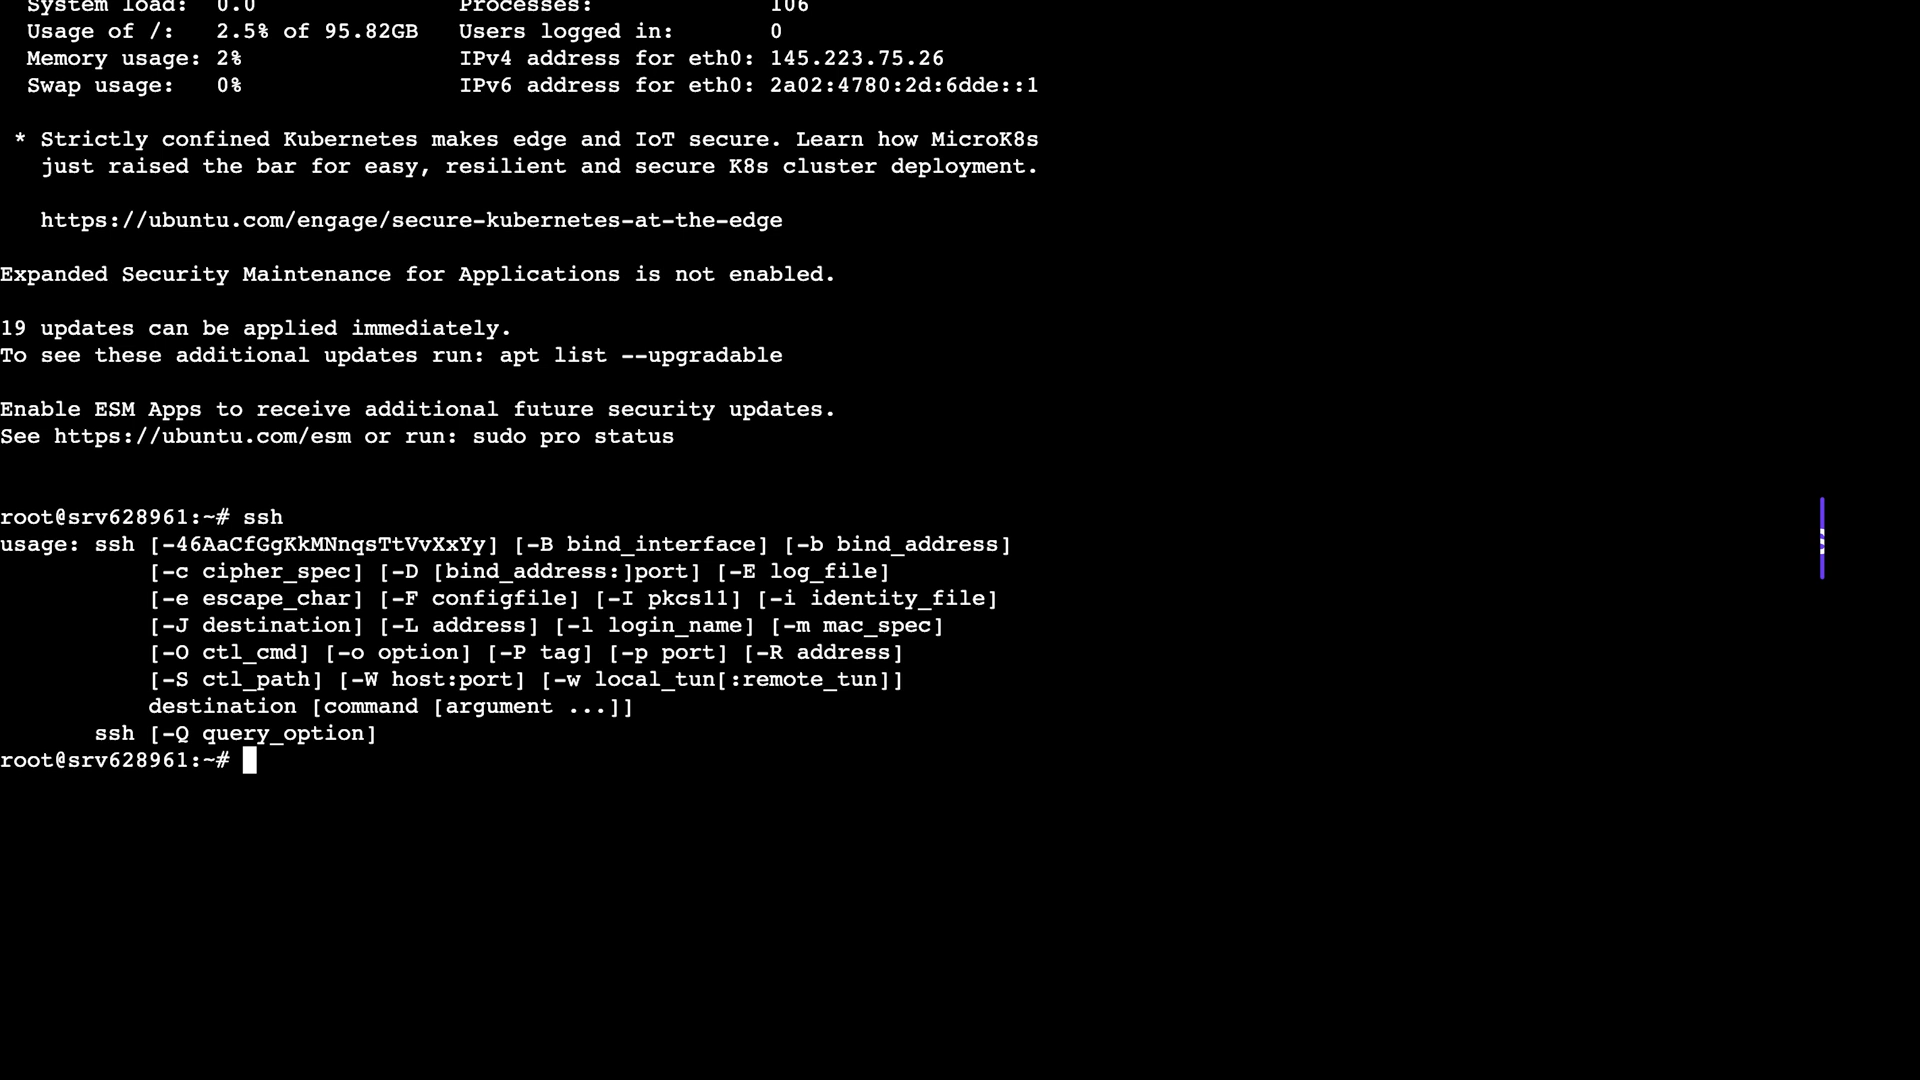 System load: 0.0 Processes: 106
Usage of /: 2.5% of 95.82GB Users logged in: 0
Memory usage: 2% IPv4 address for eth0: 145.223.75.26
Swap usage: 0% IPv6 address for eth0: 2a02:4780:2d:6dde::1
* Strictly confined Kubernetes makes edge and IoT secure. Learn how MicroK8s
just raised the bar for easy, resilient and secure K8s cluster deployment.
https://ubuntu.com/engage/secure-kubernetes-at-the-edge
Expanded Security Maintenance for Applications is not enabled.
19 updates can be applied immediately.
To see these additional updates run: apt list --upgradable
Enable ESM Apps to receive additional future security updates.
See https://ubuntu.com/esm or run: sudo pro status
root@srv628961:~# ssh
usage: ssh [-46AaCfGgKkMNnqsTtVvXxYy] [-B bind_interface] [-b bind_address]
[-c cipher_spec] [-D [bind_address:]port] [-E log_file]
[-e escape_char] [-F configfile] [-I pkcs11] [-i identity_file]
[-J destination] [-L address] [-l login_name] [-m mac_spec]
[-O ctl_cmd] [-o option] [-P tag] [-p port] [-R address]
[-S ctl_path] [-W host:port] [-w local_tun[:remote_tun]]
destination [command [argument ...]]
ssh [-Q query_option]
root@srv628961:~#